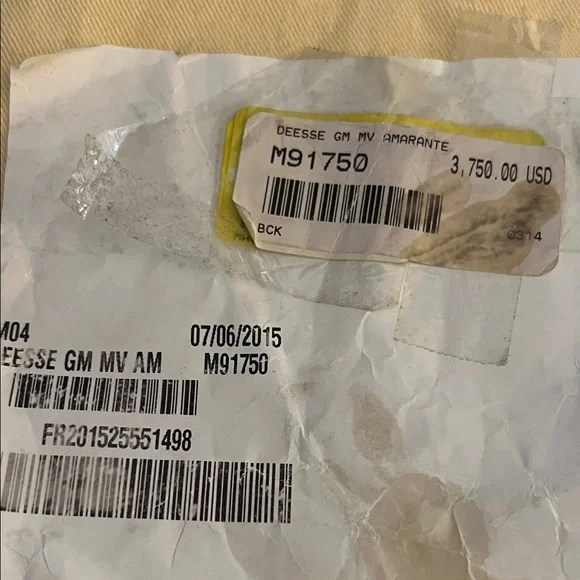 DEESSE GM MV AMARANTE
M91750 3,750.00 USD
BCK 0314
M04 07/06/2015
EESSE GM MV AM M91750
FR201525551498